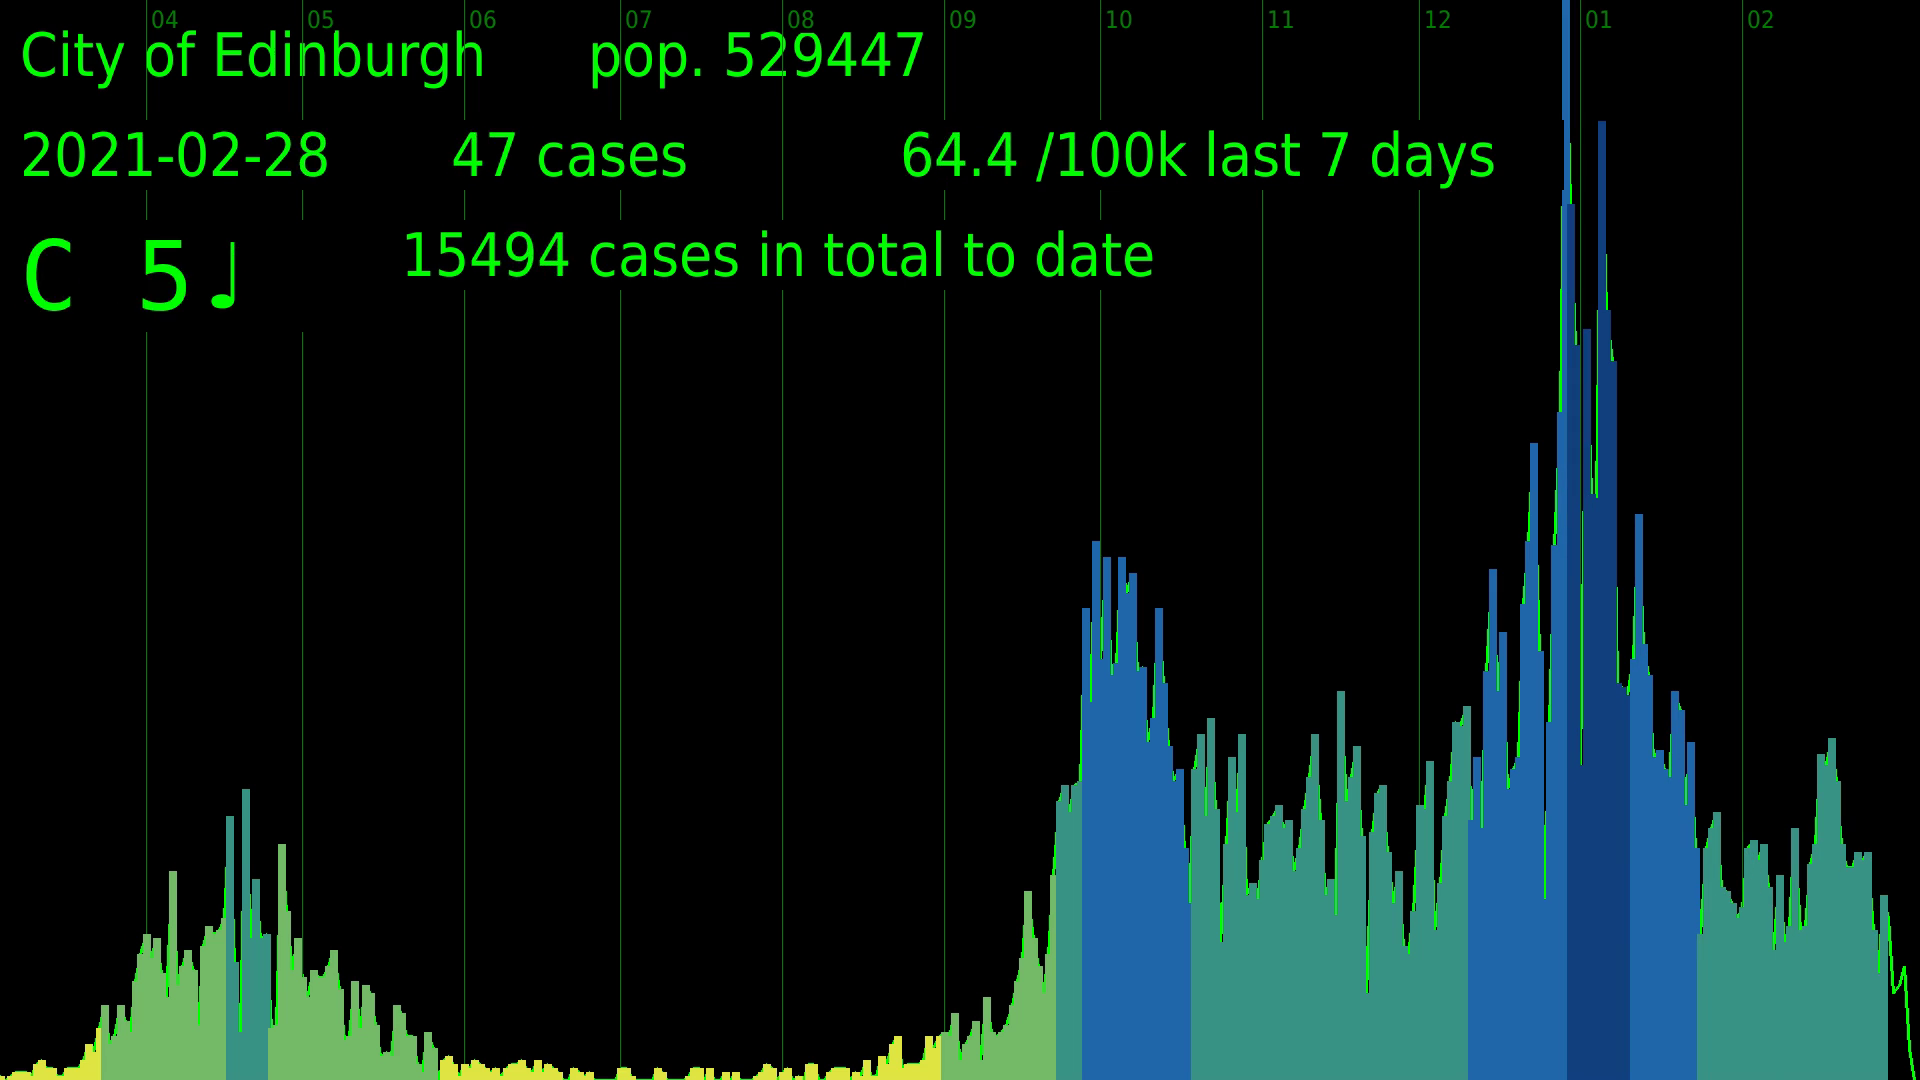 04 05 06 07 08 09 10 11 12 01 02
City of Edinburgh pop. 529447
2021-02-28 47 cases 64.4 /100k last 7 days
C 5♩ 15494 cases in total to date